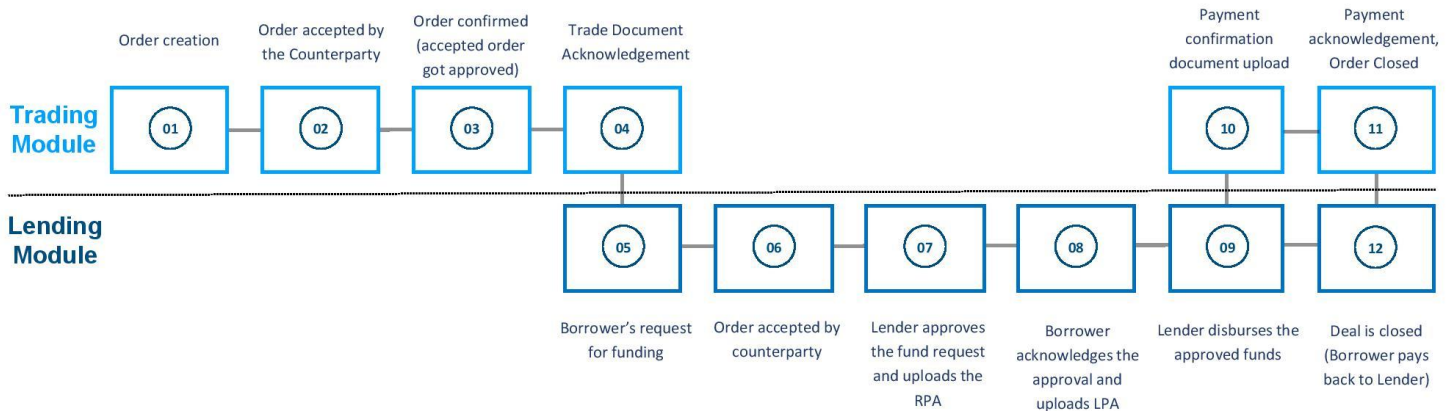 Order creation
Order accepted by
the Counterparty
Order confirmed
(accepted order
got approved)
Trade Document
Acknowledgement
Payment
confirmation
document upload
Payment
acknowledgement,
Order Closed
Trading
Module
01
02
03
04
10
11
Lending
Module
05
06
07
08
09
12
Borrower’s request
for funding
Order accepted by
counterparty
Lender approves
the fund request
and uploads the
RPA
Borrower
acknowledges the
approval and
uploads LPA
Lender disburses the
approved funds
Deal is closed
(Borrower pays
back to Lender)